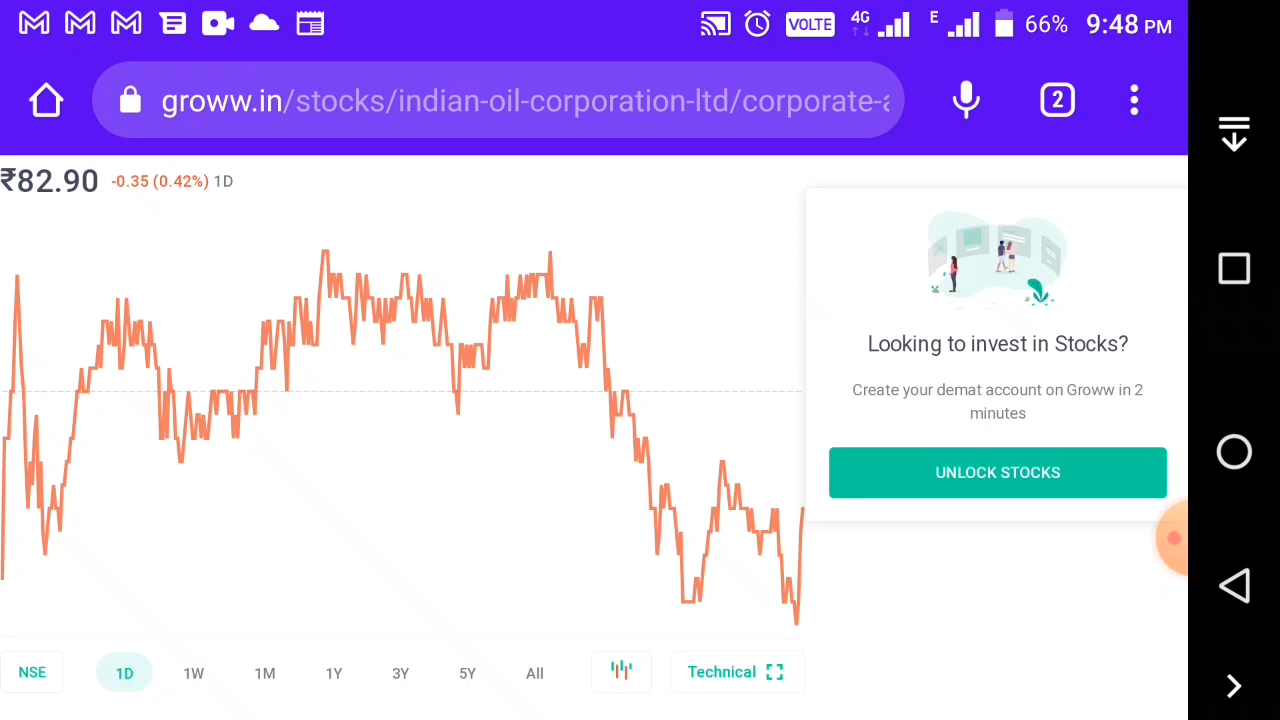 VOLTE 4G E 66% 9:48 PM
groww.in/stocks/indian-oil-corporation-ltd/corporate-a
2
₹82.90 -0.35 (0.42%) 1D
Looking to invest in Stocks?
Create your demat account on Groww in 2
minutes
UNLOCK STOCKS
NSE 1D 1W 1M 1Y 3Y 5Y All Technical